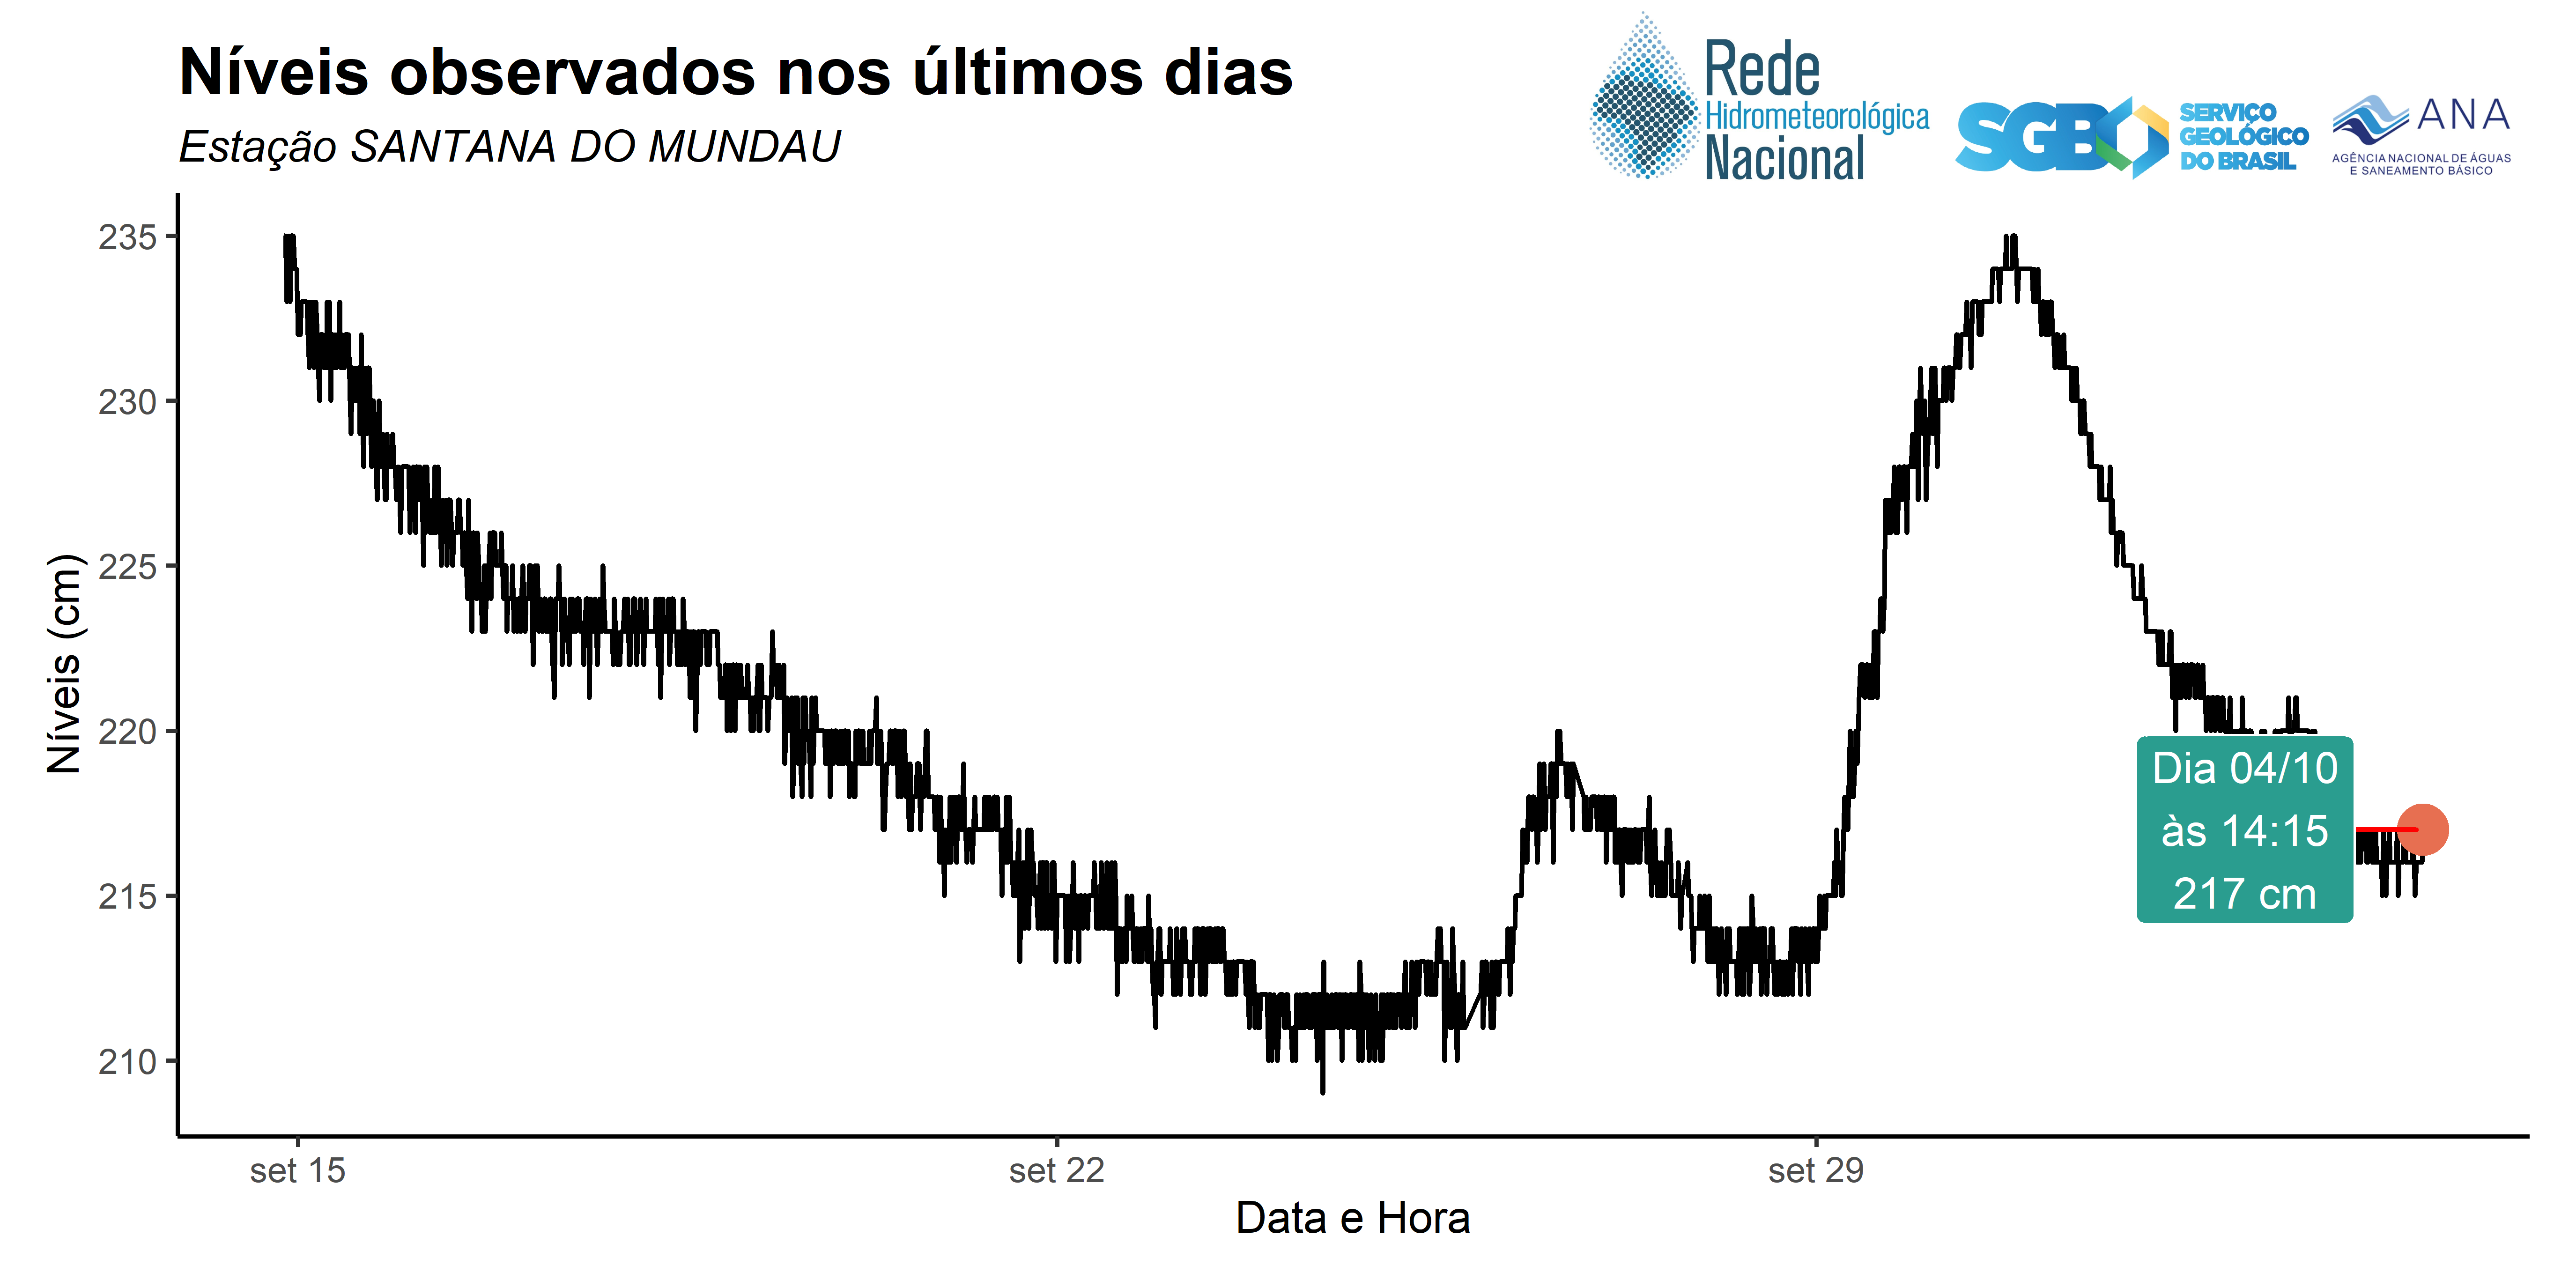 Níveis observados nos últimos dias
Estação SANTANA DO MUNDAU
Rede
Hidrometeorológica
Nacional
SGB
SERVIÇO
GEOLÓGICO
DO BRASIL
ANA
AGÊNCIA NACIONAL DE ÁGUAS
E SANEAMENTO BÁSICO
Níveis (cm)
235
230
225
220
215
210
Dia 04/10
às 14:15
217 cm
set 15
set 22
set 29
Data e Hora